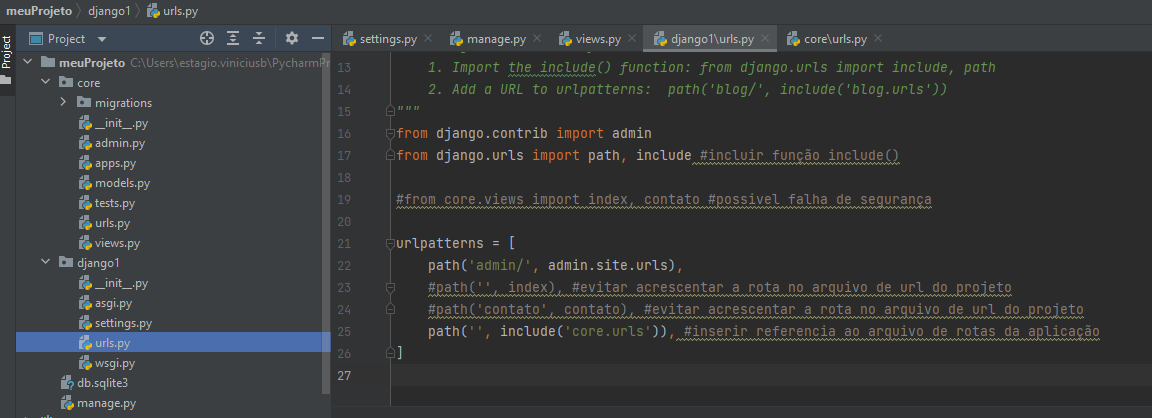 meuProjeto django1 urls.py
Project
Project
settings.py manage.py views.py django1\urls.py core\urls.py
meuProjeto C:\Users\estagio.viniciusb\PycharmPr
core
migrations
__init__.py
admin.py
apps.py
models.py
tests.py
urls.py
views.py
django1
__init__.py
asgi.py
settings.py
urls.py
wsgi.py
db.sqlite3
manage.py
13 1. Import the include() function: from django.urls import include, path
14 2. Add a URL to urlpatterns: path('blog/', include('blog.urls'))
15 """
16 from django.contrib import admin
17 from django.urls import path, include #incluir função include()
18
19 #from core.views import index, contato #possivel falha de segurança
20
21 urlpatterns = [
22 path('admin/', admin.site.urls),
23 #path('', index), #evitar acrescentar a rota no arquivo de url do projeto
24 #path('contato', contato), #evitar acrescentar a rota no arquivo de url do projeto
25 path('', include('core.urls')), #inserir referencia ao arquivo de rotas da aplicação
26 ]
27